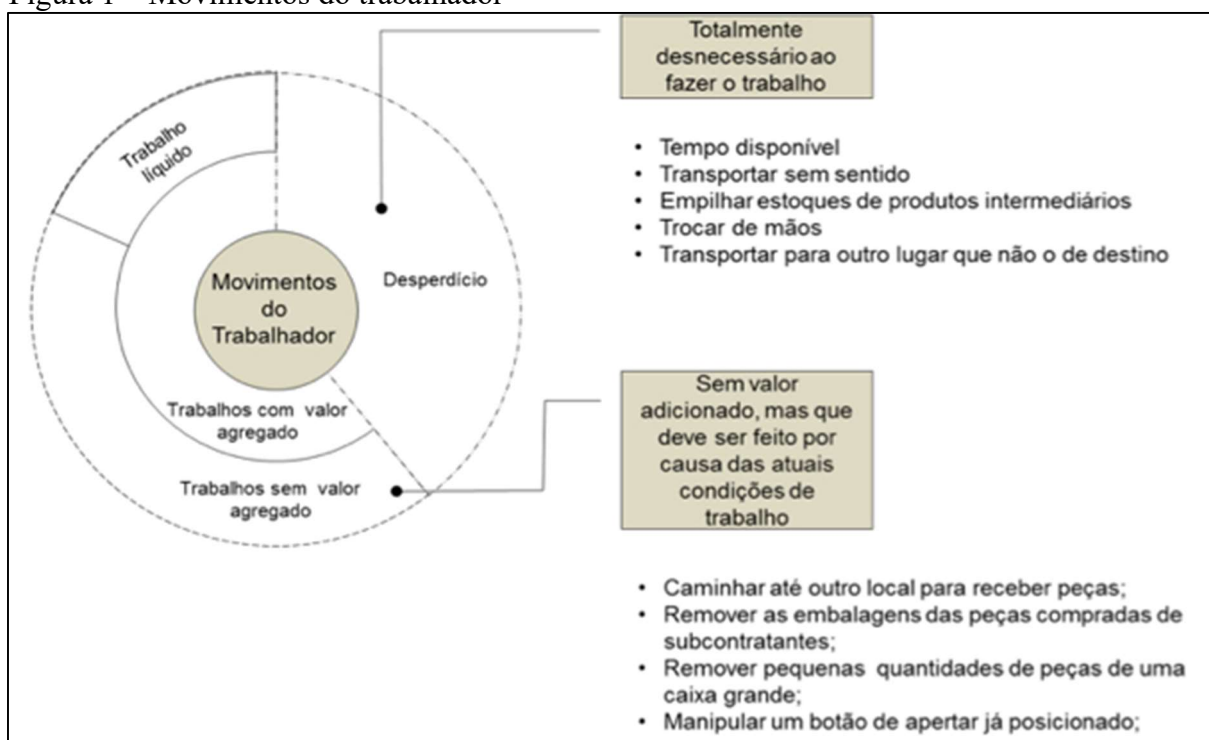 Figura 1 – Movimentos do trabalhador
Totalmente
desnecessário ao
fazer o trabalho
Trabalho
líquido
• Tempo disponível
• Transportar sem sentido
• Empilhar estoques de produtos intermediários
• Trocar de mãos
• Transportar para outro lugar que não o de destino
Movimentos
do
Trabalhador
Desperdício
Sem valor
adicionado, mas que
deve ser feito por
causa das atuais
condições de
trabalho
Trabalhos com valor
agregado
Trabalhos sem valor
agregado
• Caminhar até outro local para receber peças;
• Remover as embalagens das peças compradas de
subcontratantes;
• Remover pequenas quantidades de peças de uma
caixa grande;
• Manipular um botão de apertar já posicionado;